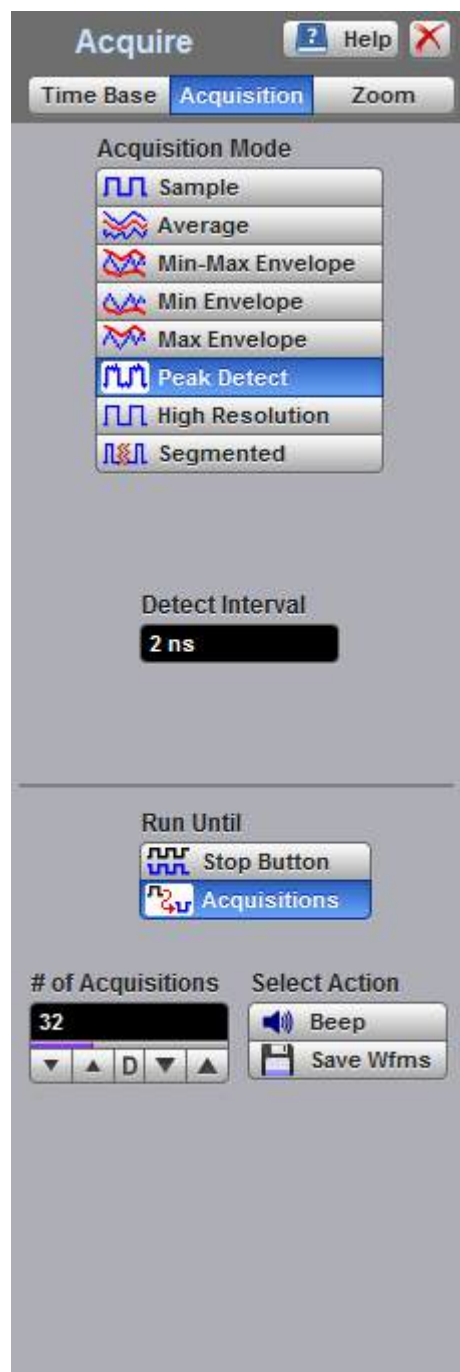 Acquire ? Help
Time Base Acquisition Zoom
Acquisition Mode
Sample
Average
Min-Max Envelope
Min Envelope
Max Envelope
Peak Detect
High Resolution
Segmented
Detect Interval
2 ns
Run Until
Stop Button
Acquisitions
# of Acquisitions Select Action
32 Beep
D Save Wfms